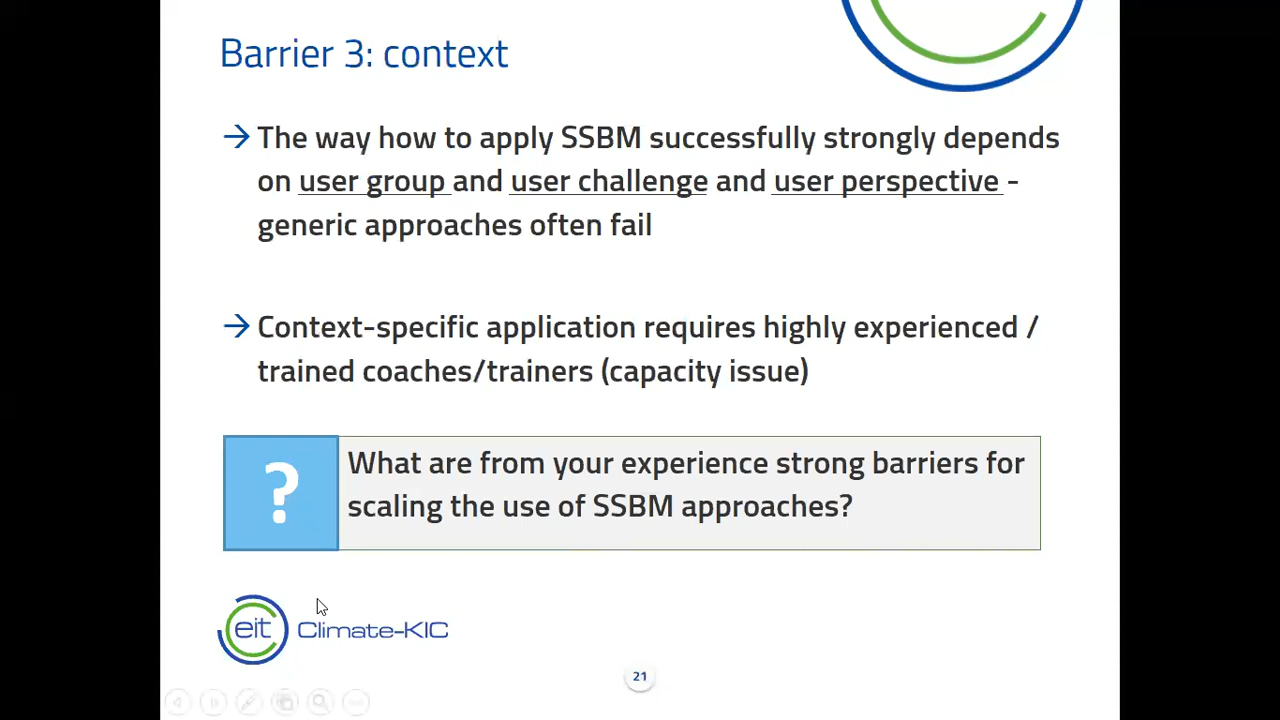 Barrier 3: context
→ The way how to apply SSBM successfully strongly depends
on user group and user challenge and user perspective -
generic approaches often fail
→ Context-specific application requires highly experienced /
trained coaches/trainers (capacity issue)
?
What are from your experience strong barriers for
scaling the use of SSBM approaches?
eit Climate-KIC
21